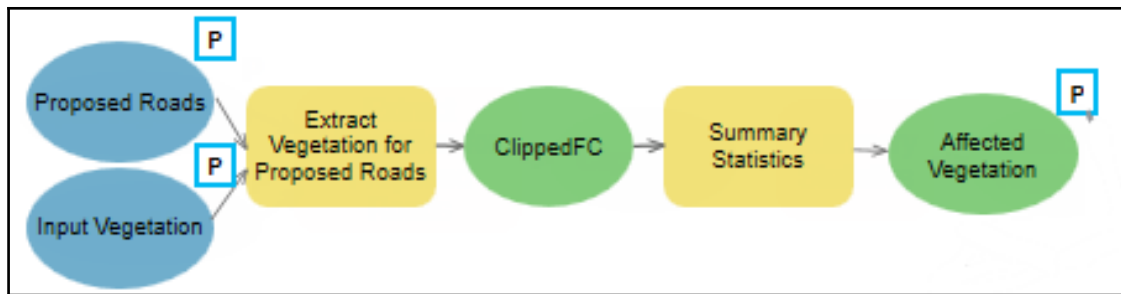 P
Proposed Roads
P
Input Vegetation
Extract
Vegetation for
Proposed Roads
ClippedFC
Summary
Statistics
P
Affected
Vegetation